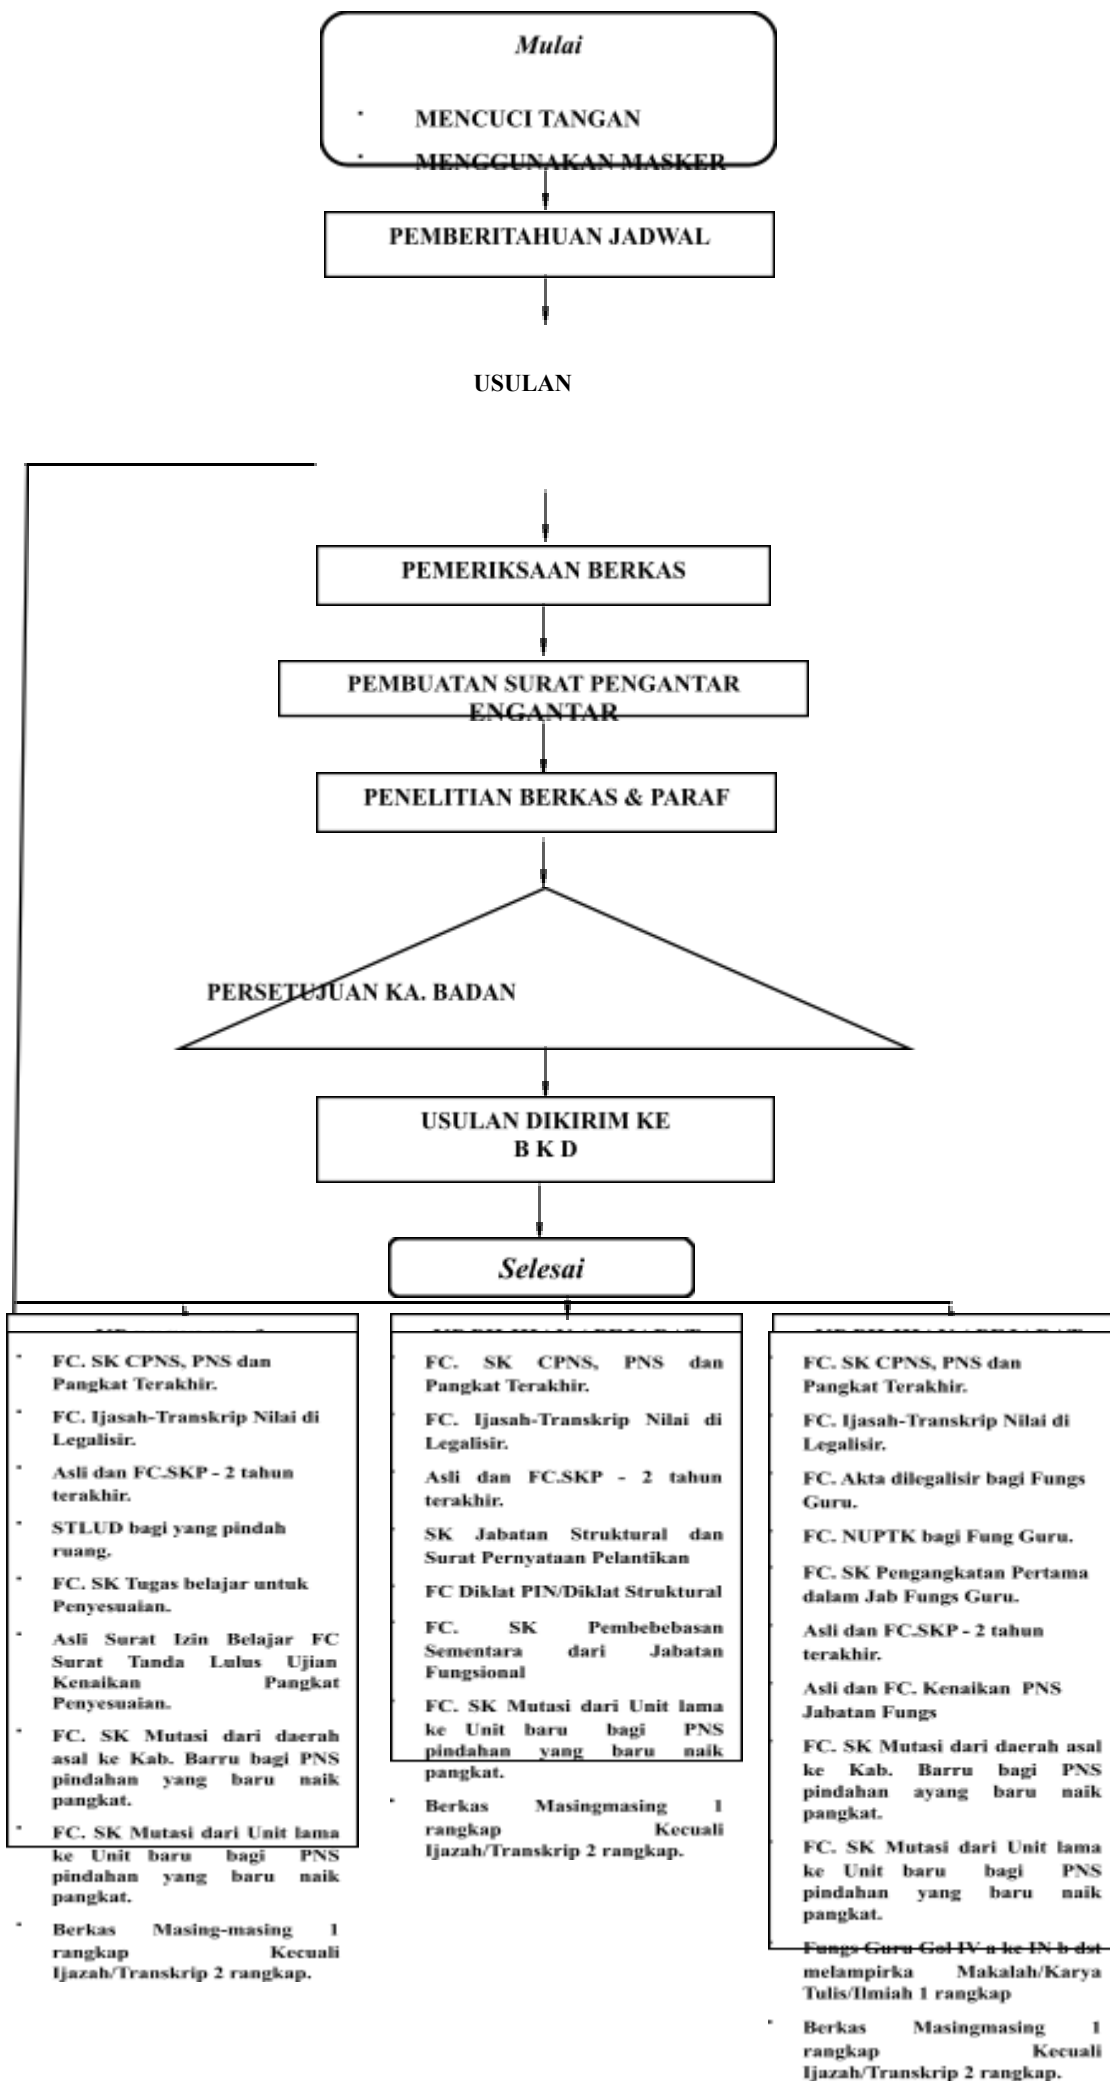 Mulai
· MENCUCI TANGAN
· MENGGUNAKAN MASKER
PEMBERITAHUAN JADWAL
USULAN
PEMERIKSAAN BERKAS
PEMBUATAN SURAT PENGANTAR
ENGANTAR
PENELITIAN BERKAS & PARAF
PERSETUJUAN KA. BADAN
USULAN DIKIRIM KE
B K D
Selesai
· FC. SK CPNS, PNS dan
Pangkat Terakhir.
· FC. Ijasah-Transkrip Nilai di
Legalisir.
· Asli dan FC.SKP - 2 tahun
terakhir.
· STLUD bagi yang pindah
ruang.
· FC. SK Tugas belajar untuk
Penyesuaian.
· Asli Surat Izin Belajar FC
Surat Tanda Lulus Ujian
Kenaikan Pangkat
Penyesuaian.
· FC. SK Mutasi dari daerah
asal ke Kab. Barru bagi PNS
pindahan yang baru naik
pangkat.
· FC. SK Mutasi dari Unit lama
ke Unit baru bagi PNS
pindahan yang baru naik
pangkat.
· Berkas Masing-masing 1
rangkap Kecuali
Ijazah/Transkrip 2 rangkap.
· FC. SK CPNS, PNS dan
Pangkat Terakhir.
· FC. Ijasah-Transkrip Nilai di
Legalisir.
· Asli dan FC.SKP - 2 tahun
terakhir.
· SK Jabatan Struktural dan
Surat Pernyataan Pelantikan
· FC Diklat PIN/Diklat Struktural
· FC. SK Pembebebasan
Sementara dari Jabatan
Fungsional
· FC. SK Mutasi dari Unit lama
ke Unit baru bagi PNS
pindahan yang baru naik
pangkat.
· Berkas Masingmasing 1
rangkap Kecuali
Ijazah/Transkrip 2 rangkap.
· FC. SK CPNS, PNS dan
Pangkat Terakhir.
· FC. Ijasah-Transkrip Nilai di
Legalisir.
· FC. Akta dilegalisir bagi Fungs
Guru.
· FC. NUPTK bagi Fung Guru.
· FC. SK Pengangkatan Pertama
dalam Jab Fungs Guru.
· Asli dan FC.SKP - 2 tahun
terakhir.
· Asli dan FC. Kenaikan PNS
Jabatan Fungs
· FC. SK Mutasi dari daerah asal
ke Kab. Barru bagi PNS
pindahan ayang baru naik
pangkat.
· FC. SK Mutasi dari Unit lama
ke Unit baru bagi PNS
pindahan yang baru naik
pangkat.
· Fungs Guru Gol IV a ke IN b dst
melampirka Makalah/Karya
Tulis/Ilmiah 1 rangkap
· Berkas Masingmasing 1
rangkap Kecuali
Ijazah/Transkrip 2 rangkap.